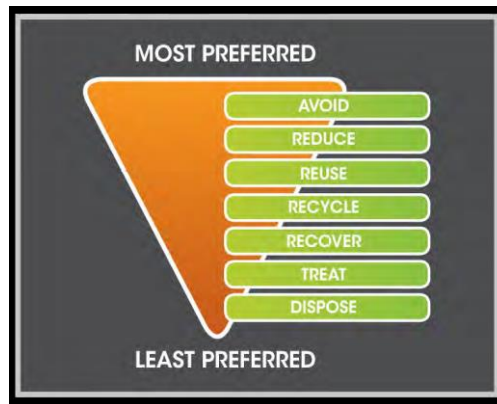 MOST PREFERRED
AVOID
REDUCE
REUSE
RECYCLE
RECOVER
TREAT
DISPOSE
LEAST PREFERRED